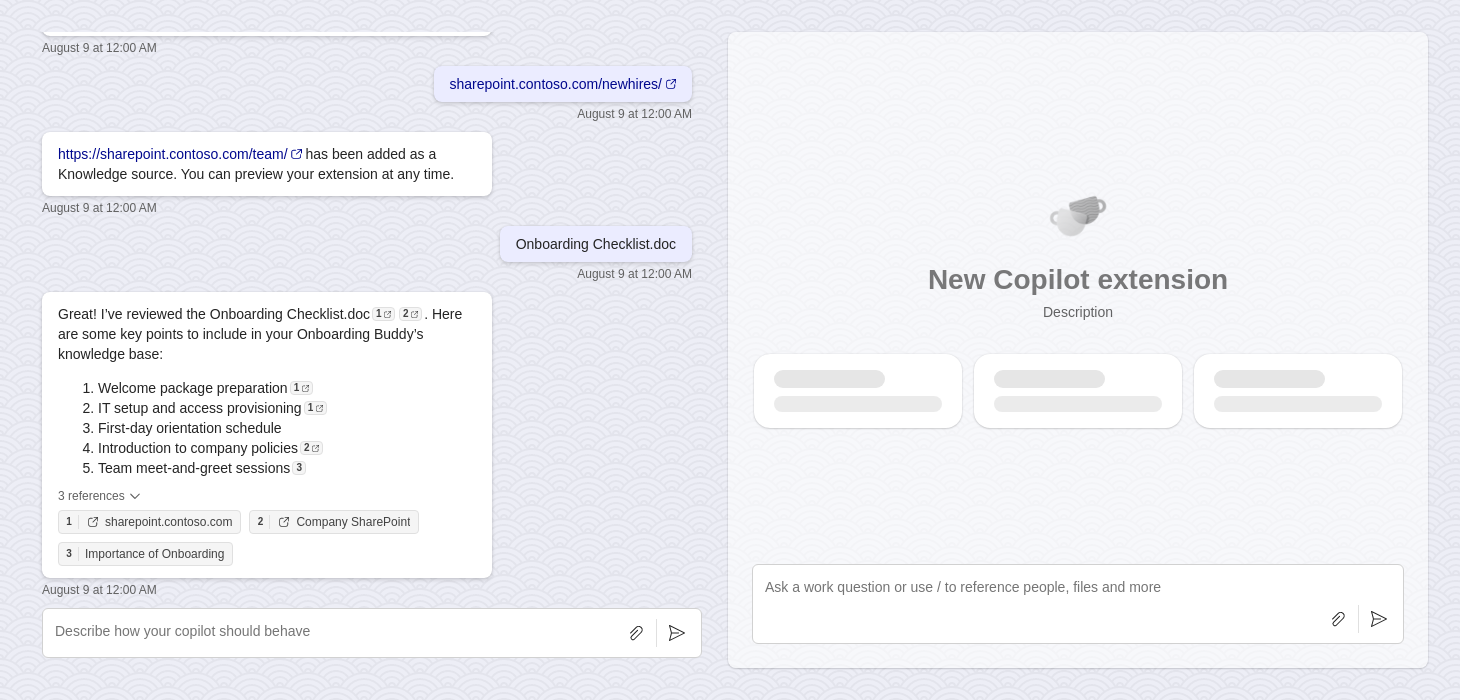 August 9 at 12:00 AM
sharepoint.contoso.com/newhires/
August 9 at 12:00 AM
https://sharepoint.contoso.com/team/ has been added as a
Knowledge source. You can preview your extension at any time.
August 9 at 12:00 AM
Onboarding Checklist.doc
August 9 at 12:00 AM
Great! I’ve reviewed the Onboarding Checklist.doc 1 2 . Here
are some key points to include in your Onboarding Buddy’s
knowledge base:
1. Welcome package preparation 1
2. IT setup and access provisioning 1
3. First-day orientation schedule
4. Introduction to company policies 2
5. Team meet-and-greet sessions 3
3 references
1 sharepoint.contoso.com 2 Company SharePoint
3 Importance of Onboarding
August 9 at 12:00 AM
Describe how your copilot should behave
New Copilot extension
Description
Ask a work question or use / to reference people, files and more